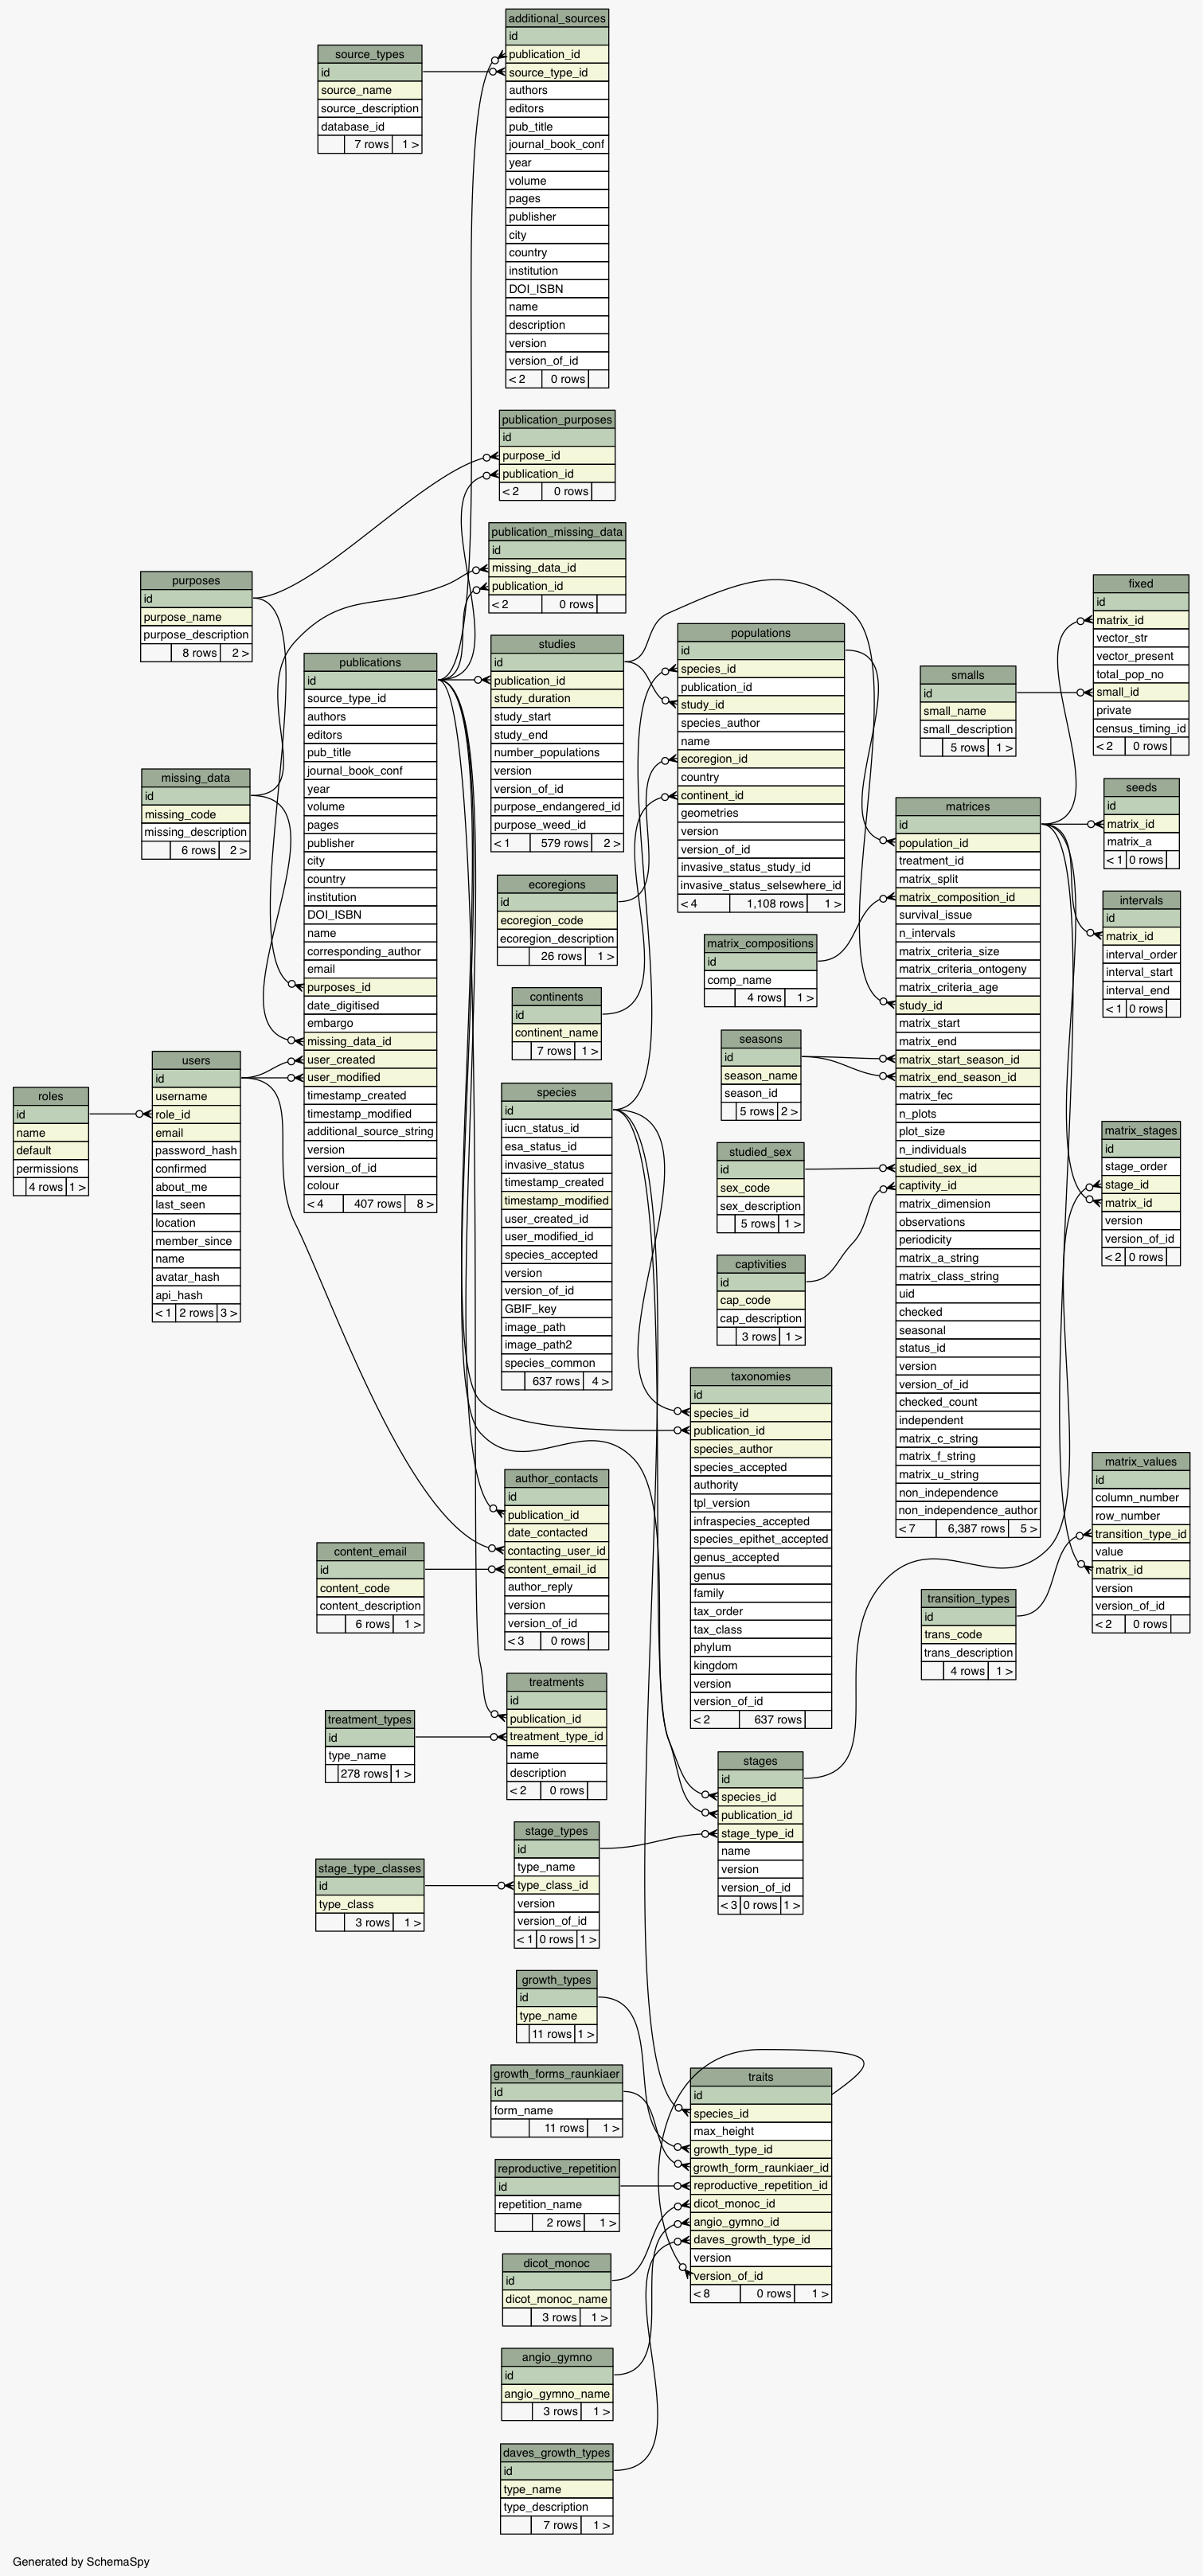 additional_sources
id
publication_id
source_type_id
authors
editors
pub_title
journal_book_conf
year
volume
pages
publisher
city
country
institution
DOI_ISBN
name
description
version
version_of_id
< 2 0 rows
source_types
id
source_name
source_description
database_id
7 rows 1 >
publication_purposes
id
purpose_id
publication_id
< 2 0 rows
publication_missing_data
id
missing_data_id
publication_id
< 2 0 rows
purposes
id
purpose_name
purpose_description
8 rows 2 >
missing_data
id
missing_code
missing_description
6 rows 2 >
publications
id
source_type_id
authors
editors
pub_title
journal_book_conf
year
volume
pages
publisher
city
country
institution
DOI_ISBN
name
corresponding_author
email
purposes_id
date_digitised
embargo
missing_data_id
user_created
user_modified
timestamp_created
timestamp_modified
additional_source_string
version
version_of_id
colour
< 4 407 rows 8 >
studies
id
publication_id
study_duration
study_start
study_end
number_populations
version
version_of_id
purpose_endangered_id
purpose_weed_id
< 1 579 rows 2 >
populations
id
species_id
publication_id
study_id
species_author
name
ecoregion_id
country
continent_id
geometries
version
version_of_id
invasive_status_study_id
invasive_status_selsewhere_id
< 4 1,108 rows 1 >
fixed
id
matrix_id
vector_str
vector_present
total_pop_no
small_id
private
census_timing_id
< 2 0 rows
smalls
id
small_name
small_description
5 rows 1 >
seeds
id
matrix_id
matrix_a
< 1 0 rows
intervals
id
matrix_id
interval_order
interval_start
interval_end
< 1 0 rows
matrices
id
population_id
treatment_id
matrix_split
matrix_composition_id
survival_issue
n_intervals
matrix_criteria_size
matrix_criteria_ontogeny
matrix_criteria_age
study_id
matrix_start
matrix_end
matrix_start_season_id
matrix_end_season_id
matrix_fec
n_plots
plot_size
n_individuals
studied_sex_id
captivity_id
matrix_dimension
observations
periodicity
matrix_a_string
matrix_class_string
uid
checked
seasonal
status_id
version
version_of_id
checked_count
independent
matrix_c_string
matrix_f_string
matrix_u_string
non_independence
non_independence_author
< 7 6,387 rows 5 >
ecoregions
id
ecoregion_code
ecoregion_description
26 rows 1 >
matrix_compositions
id
comp_name
4 rows 1 >
continents
id
continent_name
7 rows 1 >
seasons
id
season_name
season_id
5 rows 2 >
users
id
username
role_id
email
password_hash
confirmed
about_me
last_seen
location
member_since
name
avatar_hash
api_hash
< 1 2 rows 3 >
roles
id
name
default
permissions
4 rows 1 >
species
id
iucn_status_id
esa_status_id
invasive_status
timestamp_created
timestamp_modified
user_created_id
user_modified_id
species_accepted
version
version_of_id
GBIF_key
image_path
image_path2
species_common
637 rows 4 >
studied_sex
id
sex_code
sex_description
5 rows 1 >
captivities
id
cap_code
cap_description
3 rows 1 >
matrix_stages
id
stage_order
stage_id
matrix_id
version
version_of_id
< 2 0 rows
taxonomies
id
species_id
publication_id
species_author
species_accepted
authority
tpl_version
infraspecies_accepted
species_epithet_accepted
genus_accepted
genus
family
tax_order
tax_class
phylum
kingdom
version
version_of_id
< 2 637 rows
matrix_values
id
column_number
row_number
transition_type_id
value
matrix_id
version
version_of_id
< 2 0 rows
transition_types
id
trans_code
trans_description
4 rows 1 >
author_contacts
id
publication_id
date_contacted
contacting_user_id
content_email_id
author_reply
version
version_of_id
< 3 0 rows
content_email
id
content_code
content_description
6 rows 1 >
treatments
id
publication_id
treatment_type_id
name
description
< 2 0 rows
treatment_types
id
type_name
278 rows 1 >
stages
id
species_id
publication_id
stage_type_id
name
version
version_of_id
< 3 0 rows 1 >
stage_types
id
type_name
type_class_id
version
version_of_id
< 1 0 rows 1 >
stage_type_classes
id
type_class
3 rows 1 >
growth_types
id
type_name
11 rows 1 >
growth_forms_raunkiaer
id
form_name
11 rows 1 >
traits
id
species_id
max_height
growth_type_id
growth_form_raunkiaer_id
reproductive_repetition_id
dicot_monoc_id
angio_gymno_id
daves_growth_type_id
version
version_of_id
< 8 0 rows 1 >
reproductive_repetition
id
repetition_name
2 rows 1 >
dicot_monoc
id
dicot_monoc_name
3 rows 1 >
angio_gymno
id
angio_gymno_name
3 rows 1 >
daves_growth_types
id
type_name
type_description
7 rows 1 >
Generated by SchemaSpy